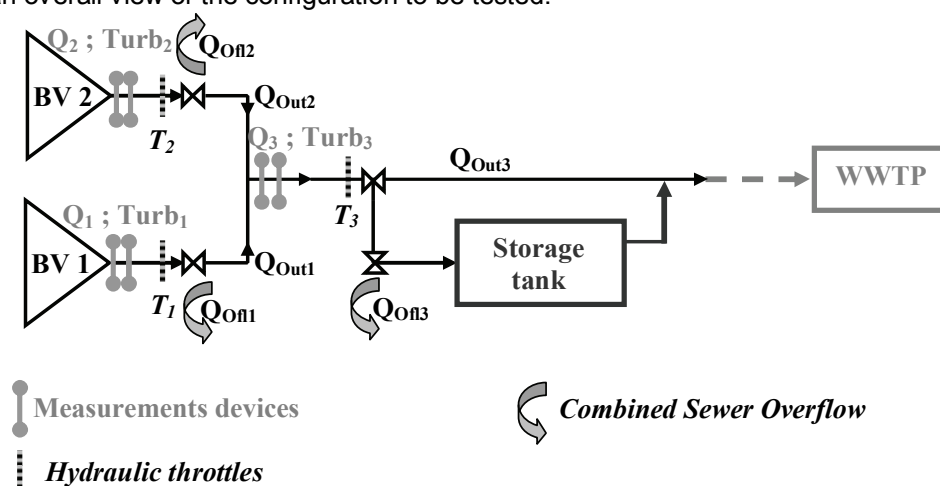 an overall view of the configuration to be tested.
Q2 ; Turb2
QOfl2
BV 2
QOut2
T2
Q3 ; Turb3
QOut3
WWTP
Q1 ; Turb1
T3
BV 1
QOut1
Storage
tank
T1
QOfl1
QOfl3
Measurements devices
Combined Sewer Overflow
Hydraulic throttles